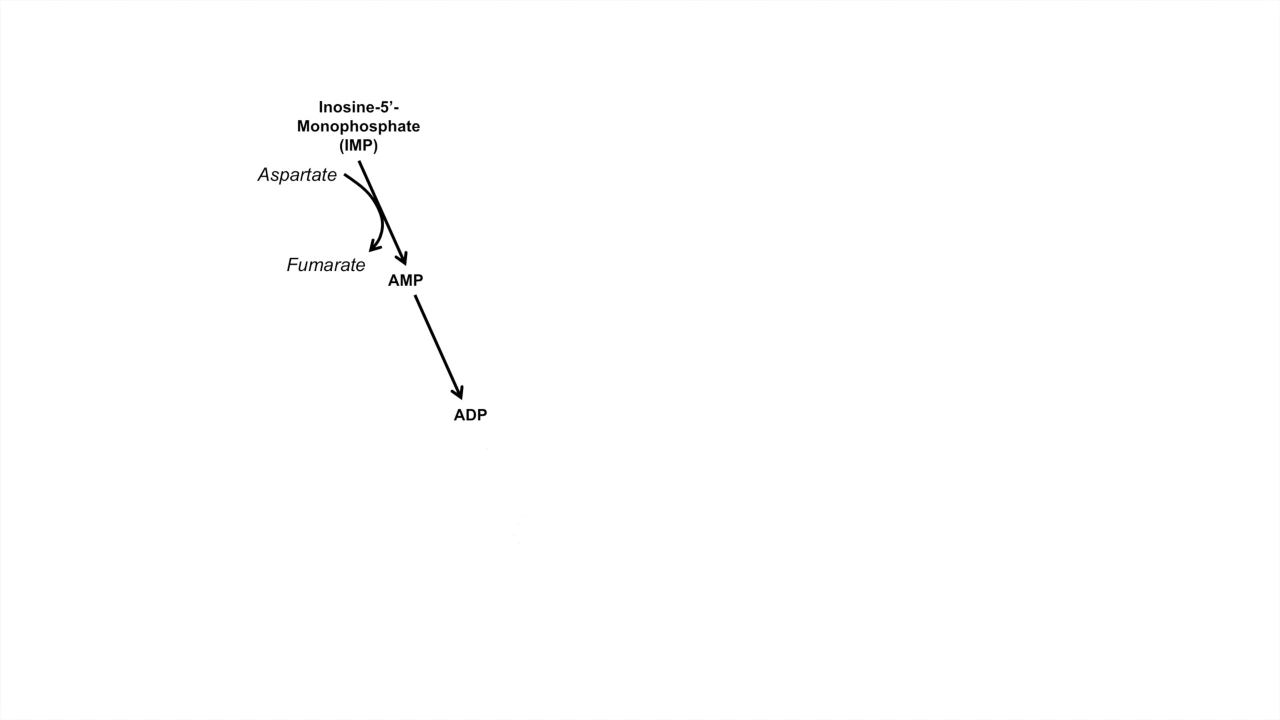 Inosine-5’-
Monophosphate
(IMP)
Aspartate
Fumarate
AMP
ADP